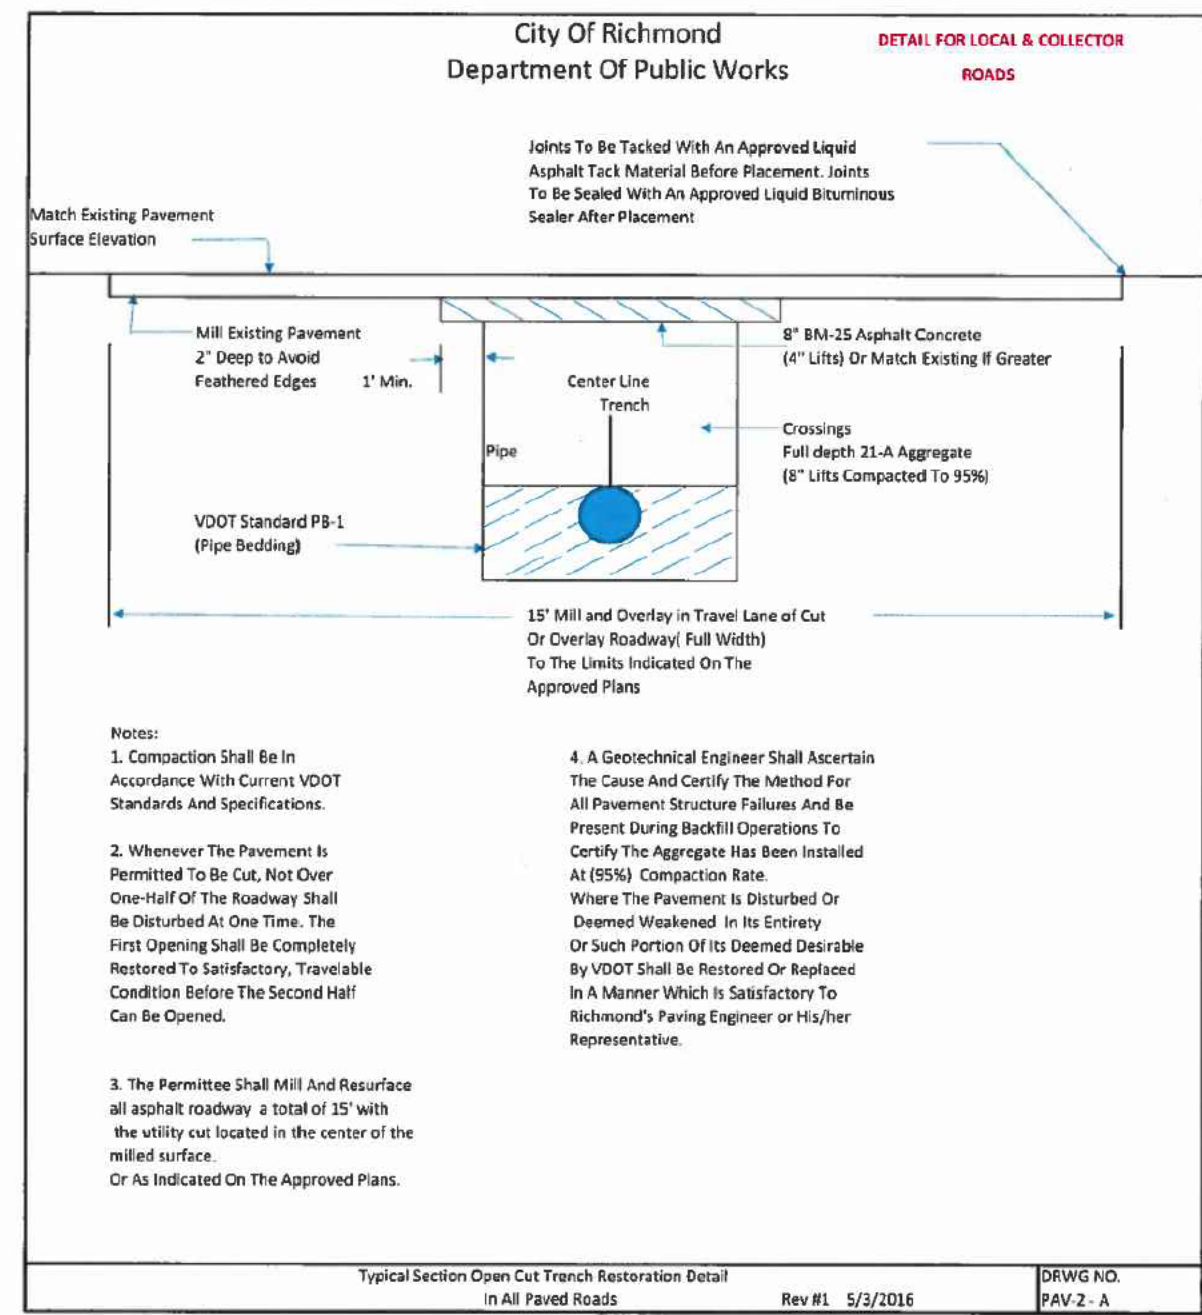 City Of Richmond
Department Of Public Works
DETAIL FOR LOCAL & COLLECTOR
ROADS
Joints To Be Tacked With An Approved Liquid
Asphalt Tack Material Before Placement. Joints
To Be Sealed With An Approved Liquid Bituminous
Sealer After Placement
Match Existing Pavement
Surface Elevation
Mill Existing Pavement
2" Deep to Avoid
Feathered Edges
1' Min.
8" BM-25 Asphalt Concrete
(4" Lifts) Or Match Existing If Greater
Center Line
Trench
Crossings
Full depth 21-A Aggregate
(8" Lifts Compacted To 95%)
Pipe
VDOT Standard PB-1
(Pipe Bedding)
15' Mill and Overlay in Travel Lane of Cut
Or Overlay Roadway( Full Width)
To The Limits Indicated On The
Approved Plans
Notes:
1. Compaction Shall Be In
Accordance With Current VDOT
Standards And Specifications.
2. Whenever The Pavement Is
Permitted To Be Cut, Not Over
One-Half Of The Roadway Shall
Be Disturbed At One Time. The
First Opening Shall Be Completely
Restored To Satisfactory, Travelable
Condition Before The Second Half
Can Be Opened.
3. The Permittee Shall Mill And Resurface
all asphalt roadway a total of 15' with
the utility cut located in the center of the
milled surface.
Or As Indicated On The Approved Plans.
4. A Geotechnical Engineer Shall Ascertain
The Cause And Certify The Method For
All Pavement Structure Failures And Be
Present During Backfill Operations To
Certify The Aggregate Has Been Installed
At (95%) Compaction Rate.
Where The Pavement Is Disturbed Or
Deemed Weakened In Its Entirety
Or Such Portion Of Its Deemed Desirable
By VDOT Shall Be Restored Or Replaced
In A Manner Which Is Satisfactory To
Richmond's Paving Engineer or His/her
Representative.
Typical Section Open Cut Trench Restoration Detail
In All Paved Roads
Rev #1 5/3/2016
DRWG NO.
PAV-2 - A